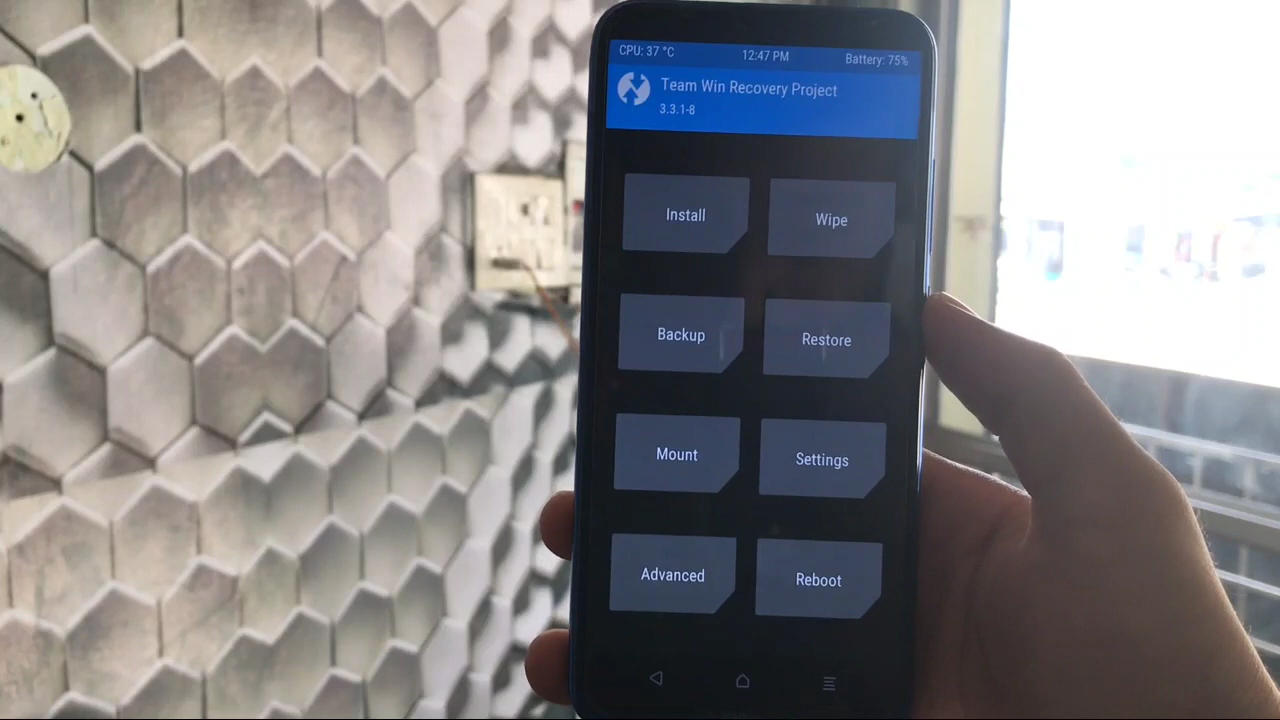 CPU: 37 °C 12:47 PM Battery: 75%
Team Win Recovery Project
3.3.1-8
Install Wipe
Backup Restore
Mount Settings
Advanced Reboot